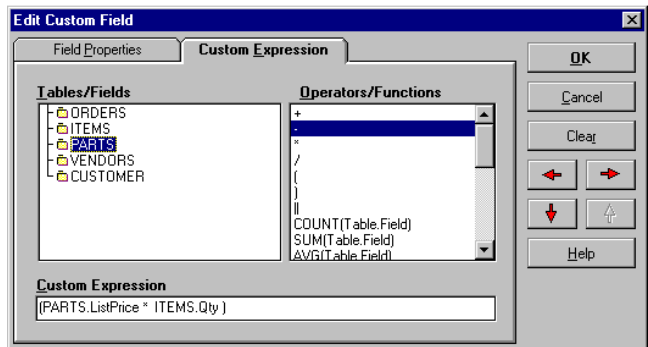 Edit Custom Field
Field Properties
Custom Expression
OK
Tables/Fields
Operators/Functions
Cancel
ORDERS
ITEMS
PARTS
VENDORS
CUSTOMER
+
-
*
/
(
)
||
COUNT(Table.Field)
SUM(Table.Field)
AVG(Table.Field)
Clear
Help
Custom Expression
(PARTS.ListPrice * ITEMS.Qty )